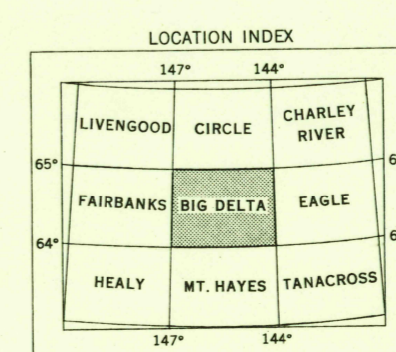 LOCATION INDEX
147° 144°
LIVENGOOD CIRCLE CHARLEY RIVER
65°
FAIRBANKS BIG DELTA EAGLE
64°
HEALY MT. HAYES TANACROSS
147° 144°